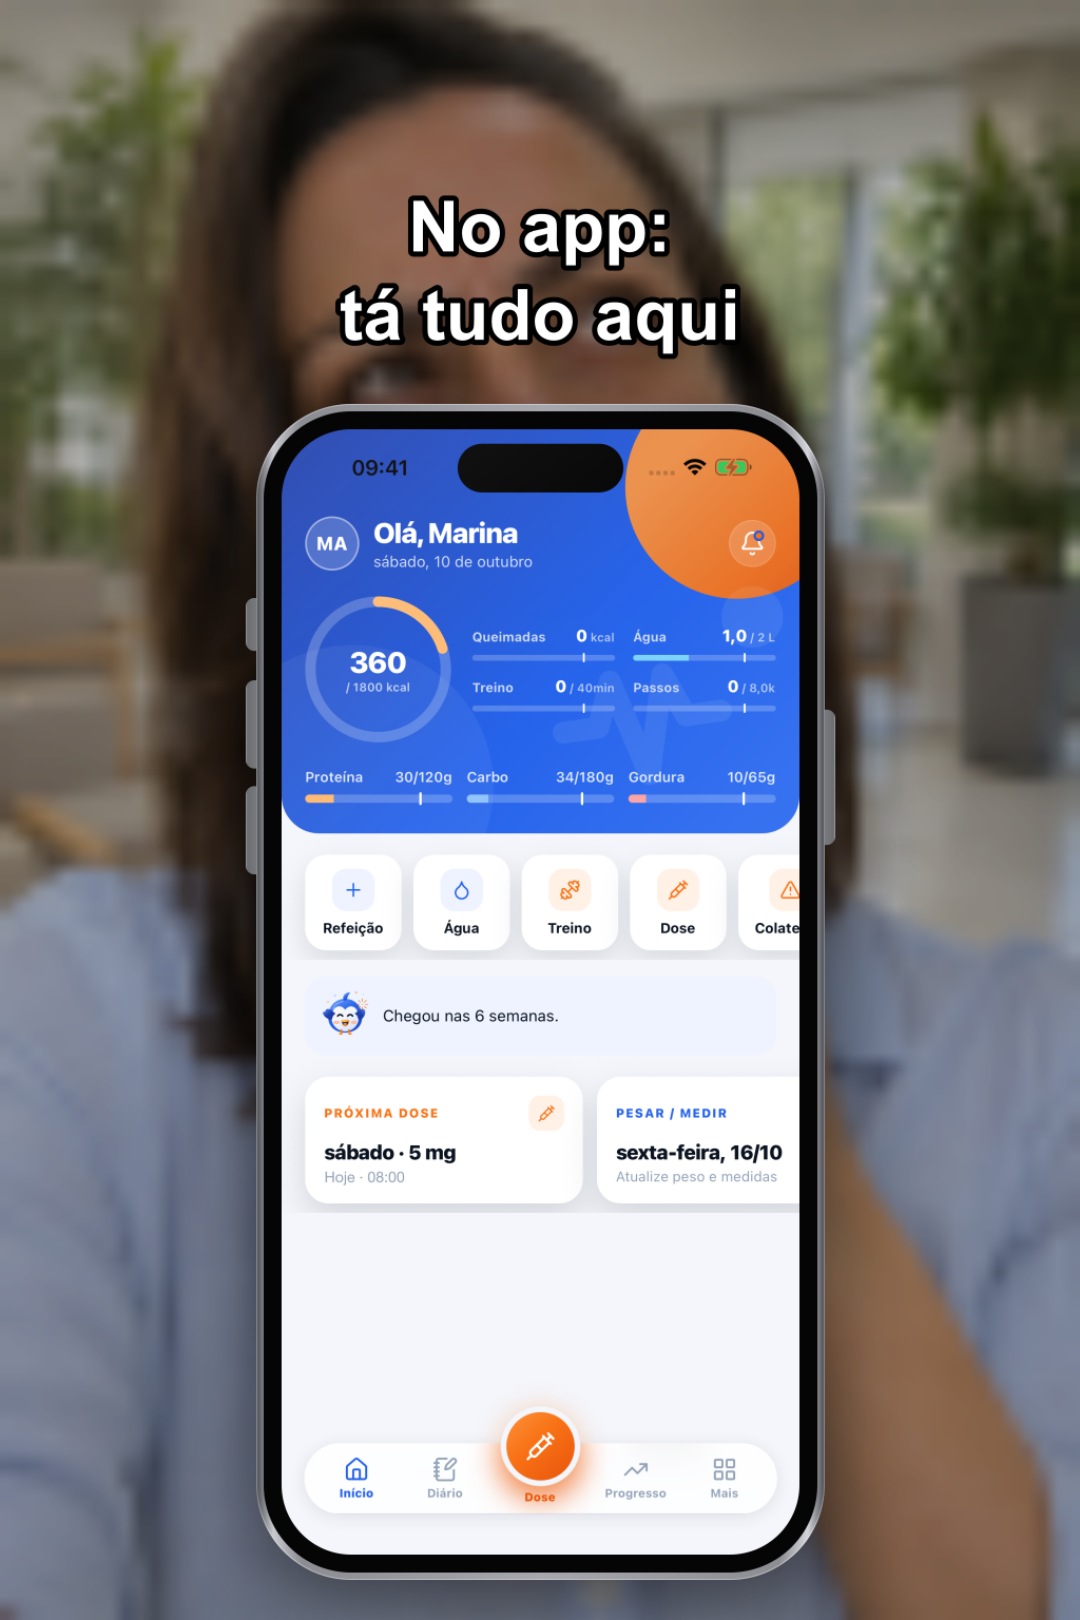 No app:
tá tudo aqui
09:41
MA
Olá, Marina
sábado, 10 de outubro
360
/ 1800 kcal
Queimadas 0 kcal
Água 1,0 / 2 L
Treino 0 / 40min
Passos 0 / 8,0k
Proteína 30/120g
Carbo 34/180g
Gordura 10/65g
Refeição
Água
Treino
Dose
Colate
Chegou nas 6 semanas.
PRÓXIMA DOSE
sábado · 5 mg
Hoje · 08:00
PESAR / MEDIR
sexta-feira, 16/10
Atualize peso e medidas
Início
Diário
Dose
Progresso
Mais